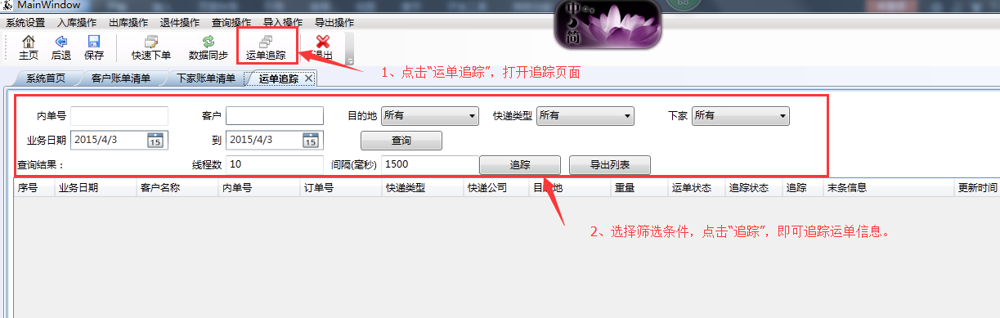 MainWindow
68
中
简
系统设置 入库操作 出库操作 退件操作 查询操作 导入操作 导出操作
主页 后退 保存 快速下单 数据同步 运单追踪 退出
1、点击“运单追踪”，打开追踪页面
系统首页 客户账单清单 下家账单清单 运单追踪
内单号 客户 目的地 所有 快递类型 所有 下家 所有
业务日期 2015/4/3 15 到 2015/4/3 15 查询
查询结果： 线程数 10 间隔(毫秒) 1500 追踪 导出列表
序号 业务日期 客户名称 内单号 订单号 快递类型 快递公司 目的地 重量 运单状态 追踪状态 追踪 末条信息 更新时间
2、选择筛选条件，点击“追踪”，即可追踪运单信息。